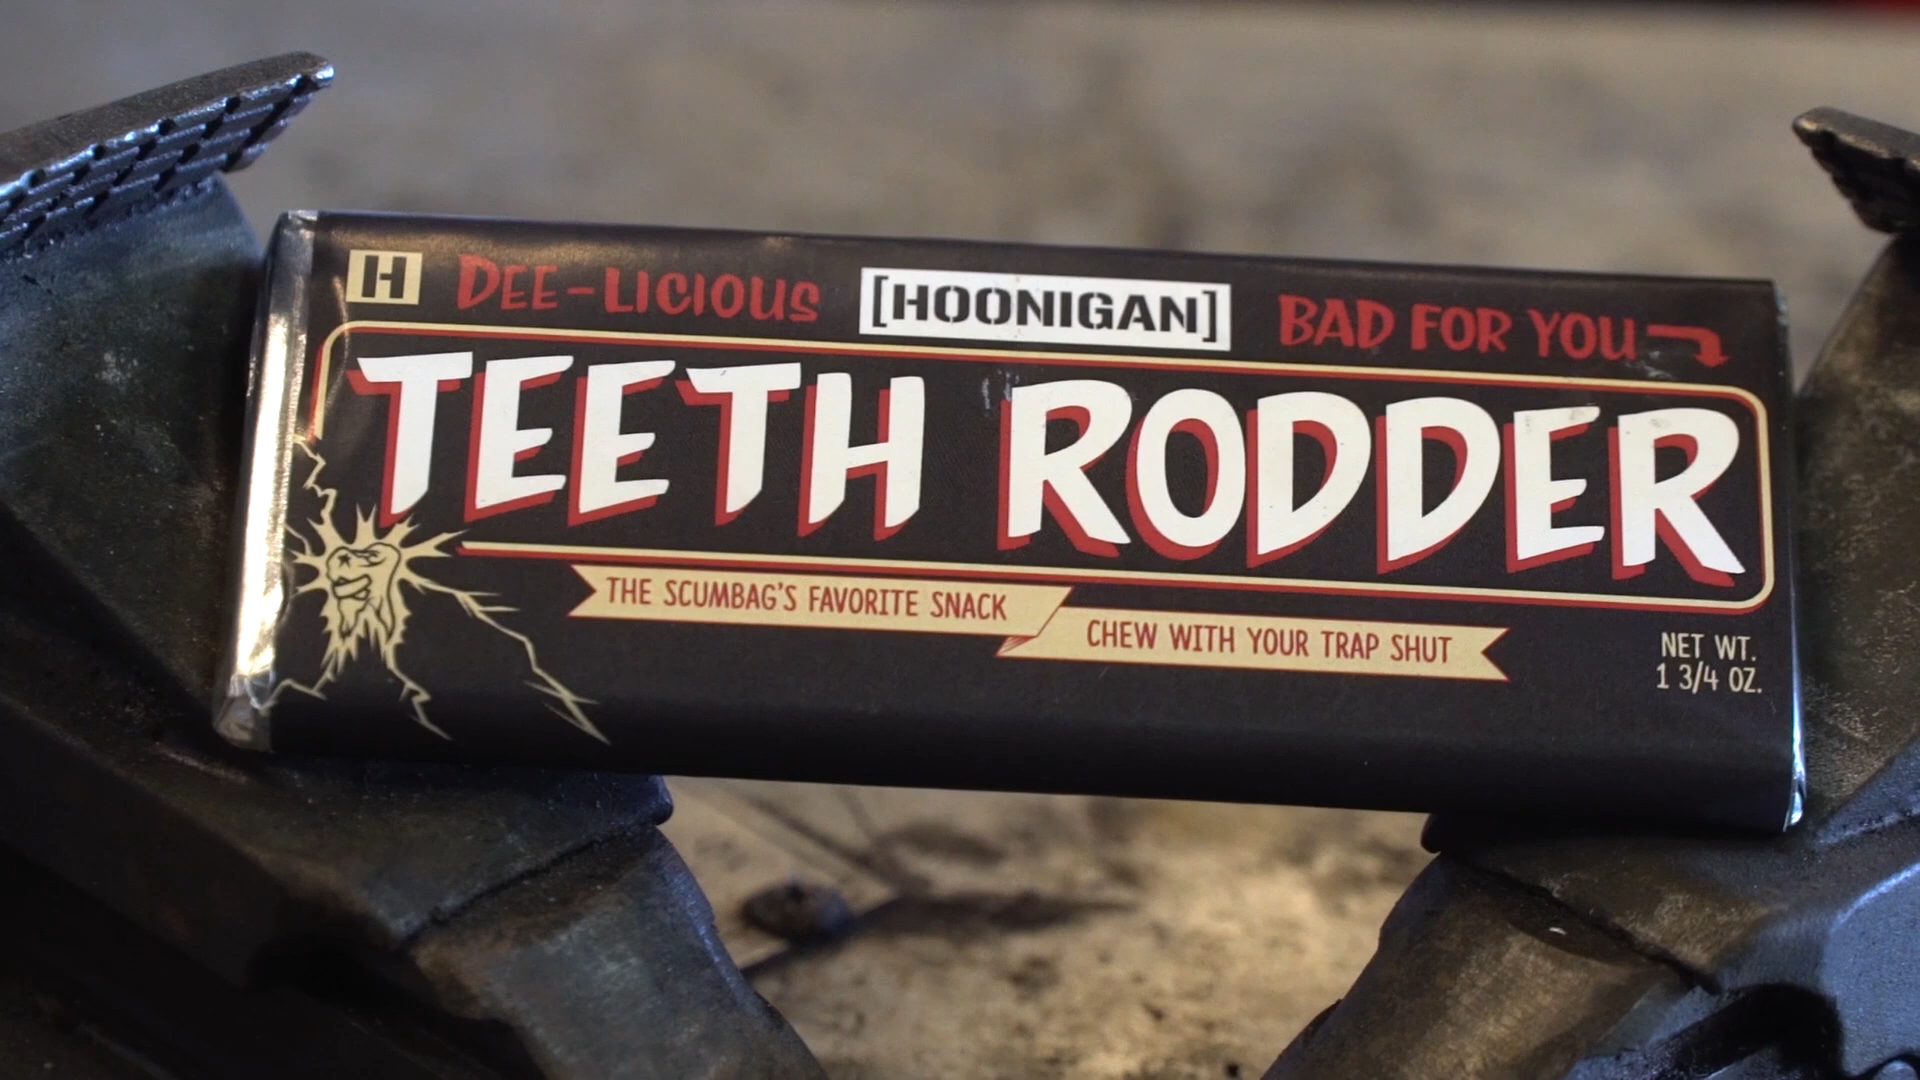 H DEE-LICIOUS [HOONIGAN] BAD FOR YOU
TEETH RODDER
THE SCUMBAG'S FAVORITE SNACK
CHEW WITH YOUR TRAP SHUT
NET WT.
1 3/4 OZ.